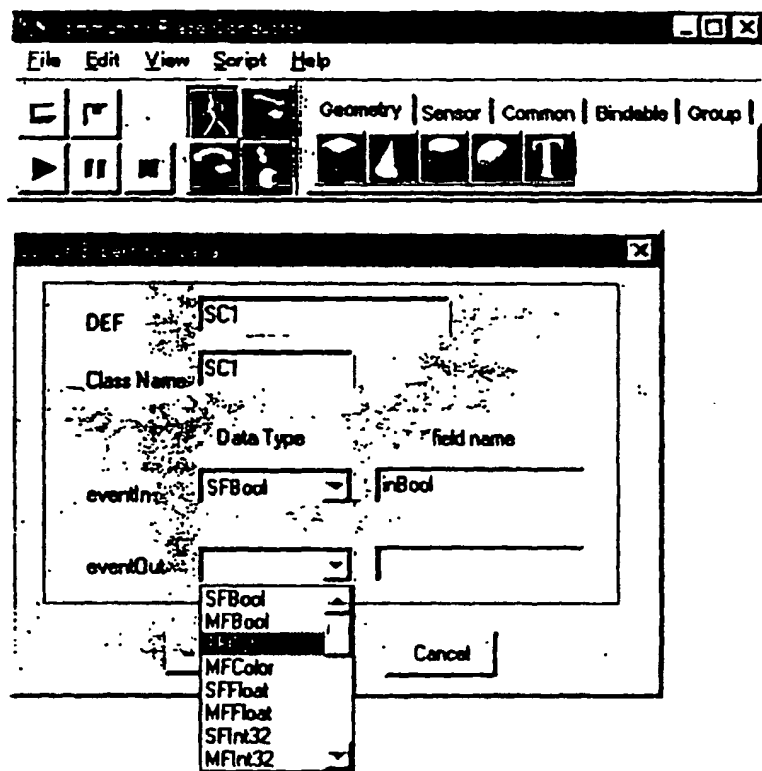 File Edit View Script Help
Geometry Sensor Common Bindable Group
T
DEF SC1
Class Name SC1
Data Type field name
eventIn SFBool inBool
eventOut
SFBool
MFBool
MFColor
SFFloat
MFFloat
SFInt32
MFInt32
Cancel